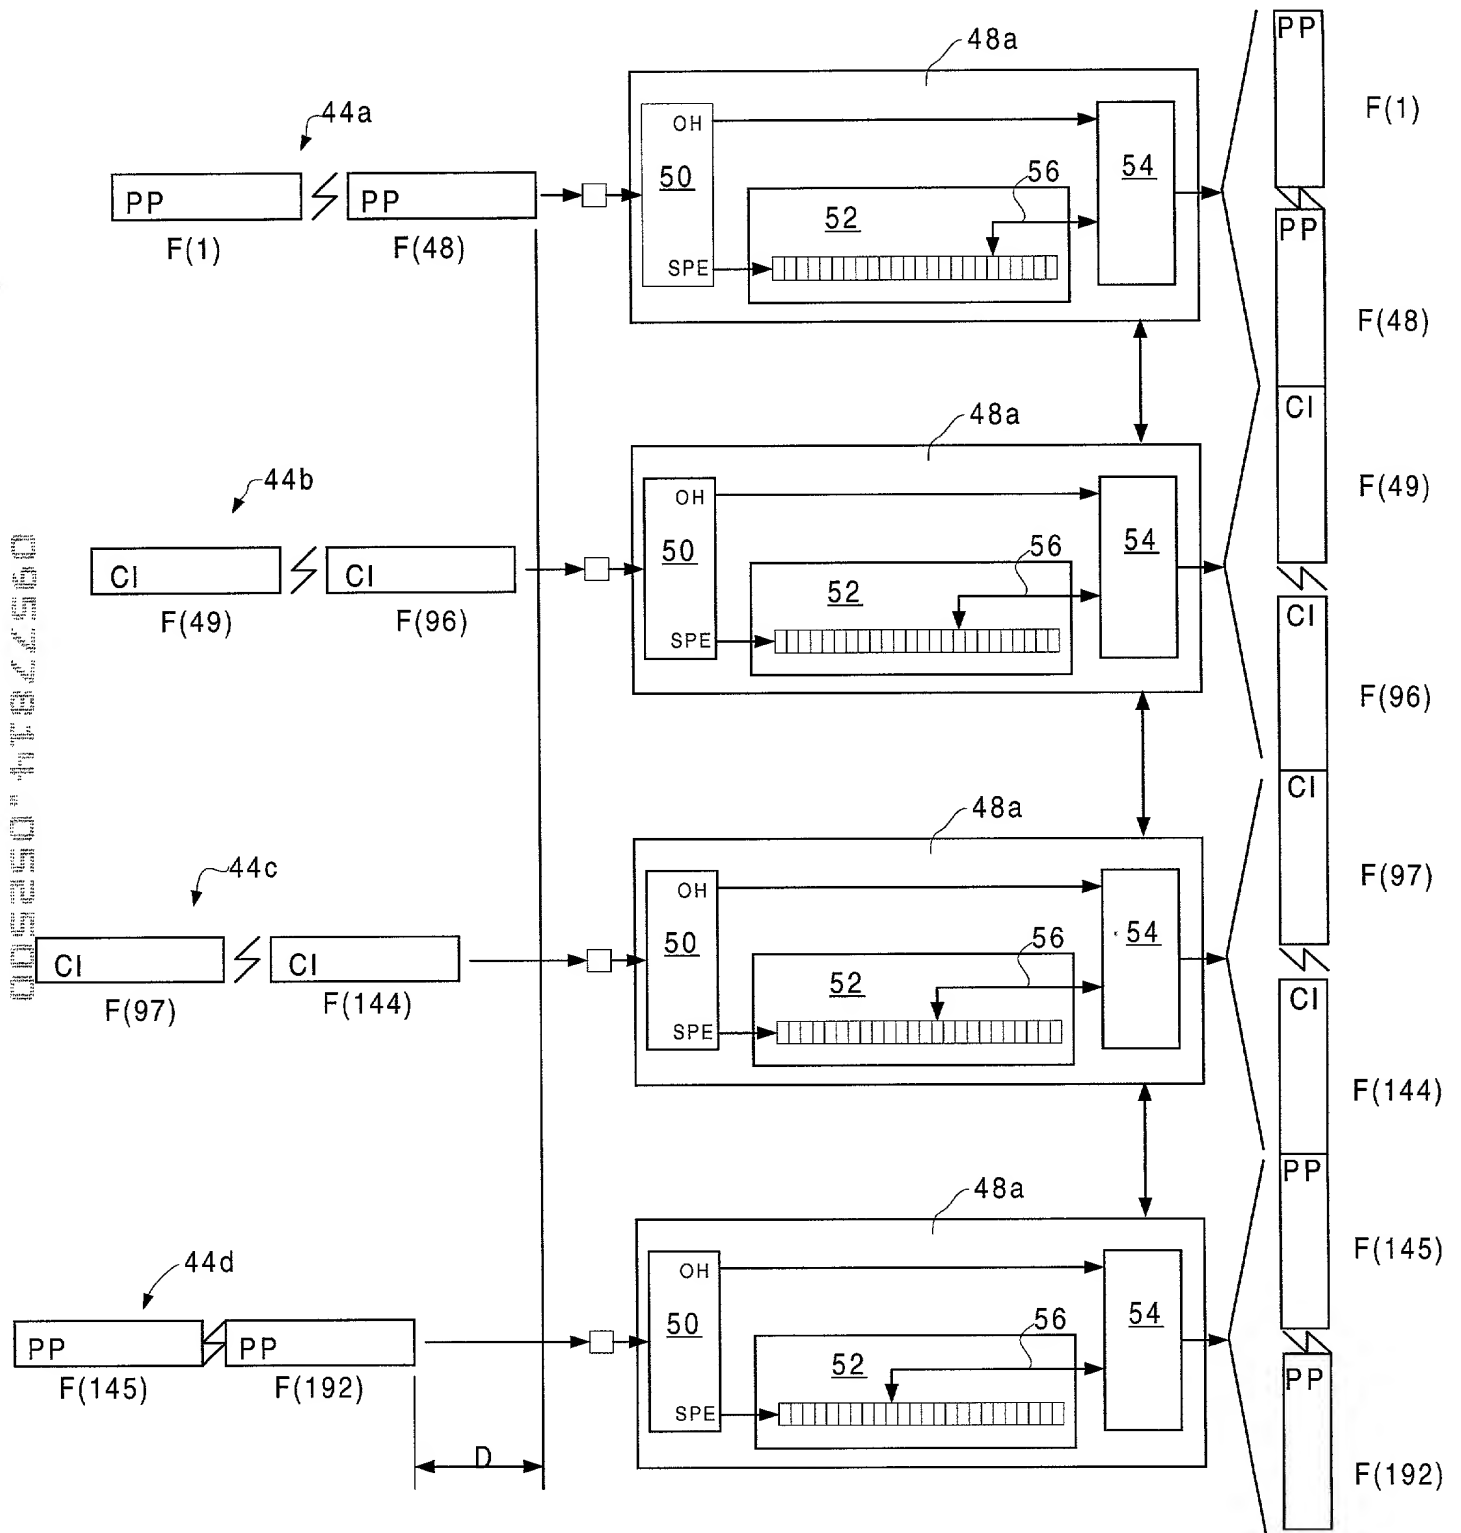 48a
PP
44a
OH
F(1)
50
56
54
PP
PP
52
F(1)
F(48)
PP
SPE
F(48)
CI
48a
44b
OH
F(49)
50
56
54
CI
CI
52
F(49)
F(96)
CI
SPE
F(96)
CI
48a
44c
OH
F(97)
50
56
54
CI
CI
52
F(97)
F(144)
CI
SPE
F(144)
PP
48a
44d
OH
F(145)
50
56
54
PP
PP
52
F(145)
F(192)
PP
SPE
D
F(192)